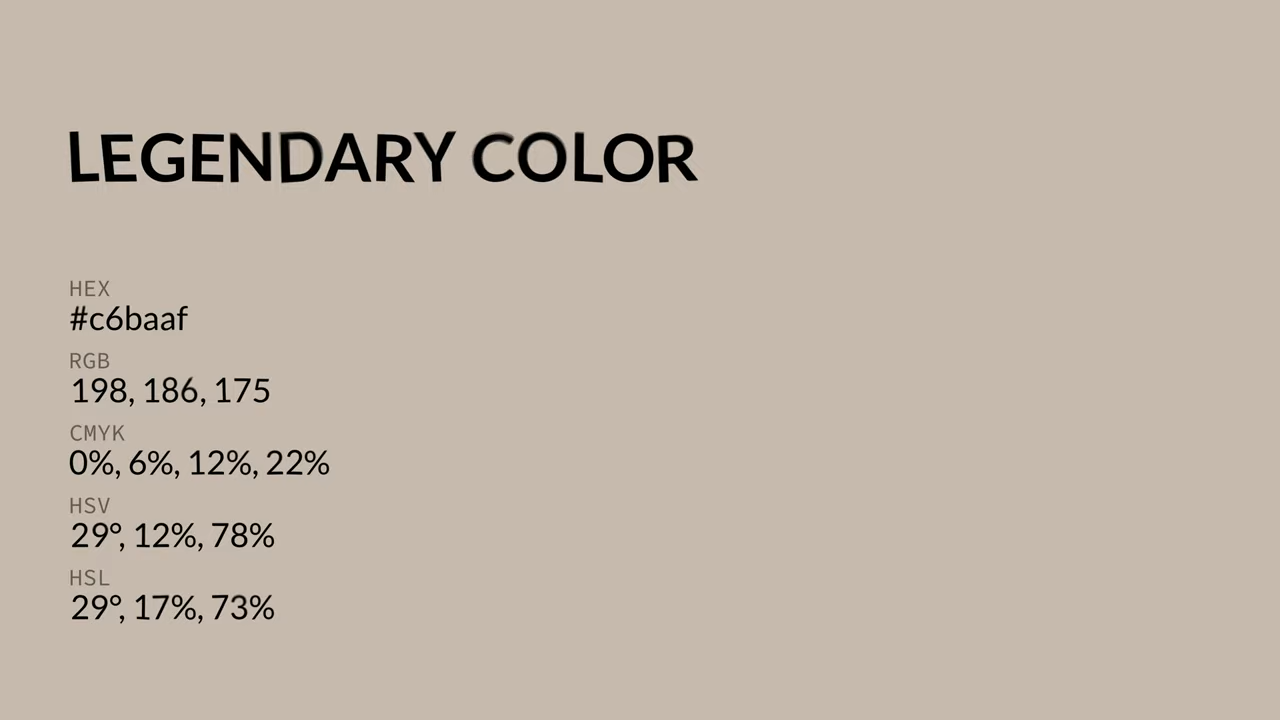 LEGENDARY COLOR
HEX
#c6baaf
RGB
198, 186, 175
CMYK
0%, 6%, 12%, 22%
HSV
29°, 12%, 78%
HSL
29°, 17%, 73%